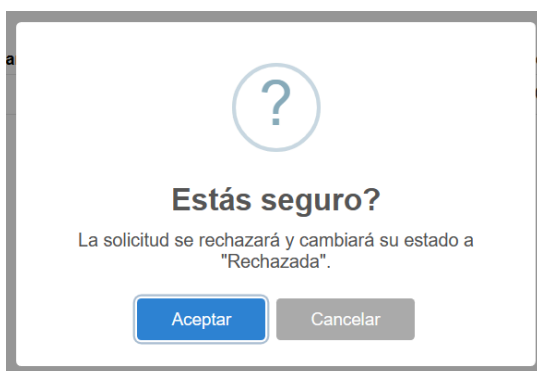 ?
Estás seguro?
La solicitud se rechazará y cambiará su estado a
"Rechazada".
Aceptar Cancelar